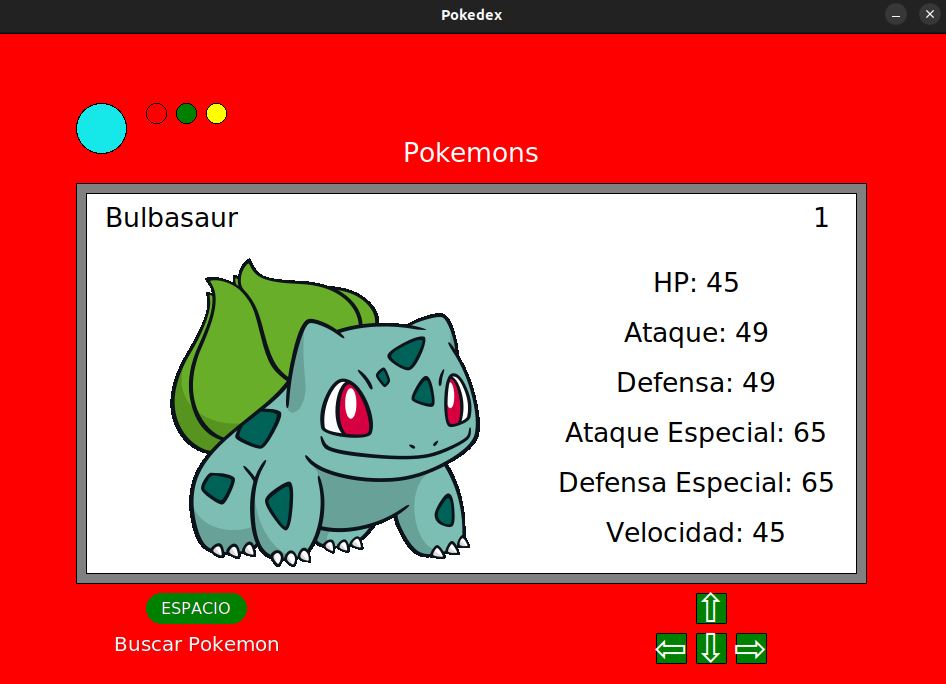 Pokedex
Pokemons
Bulbasaur 1
HP: 45
Ataque: 49
Defensa: 49
Ataque Especial: 65
Defensa Especial: 65
Velocidad: 45
ESPACIO
Buscar Pokemon